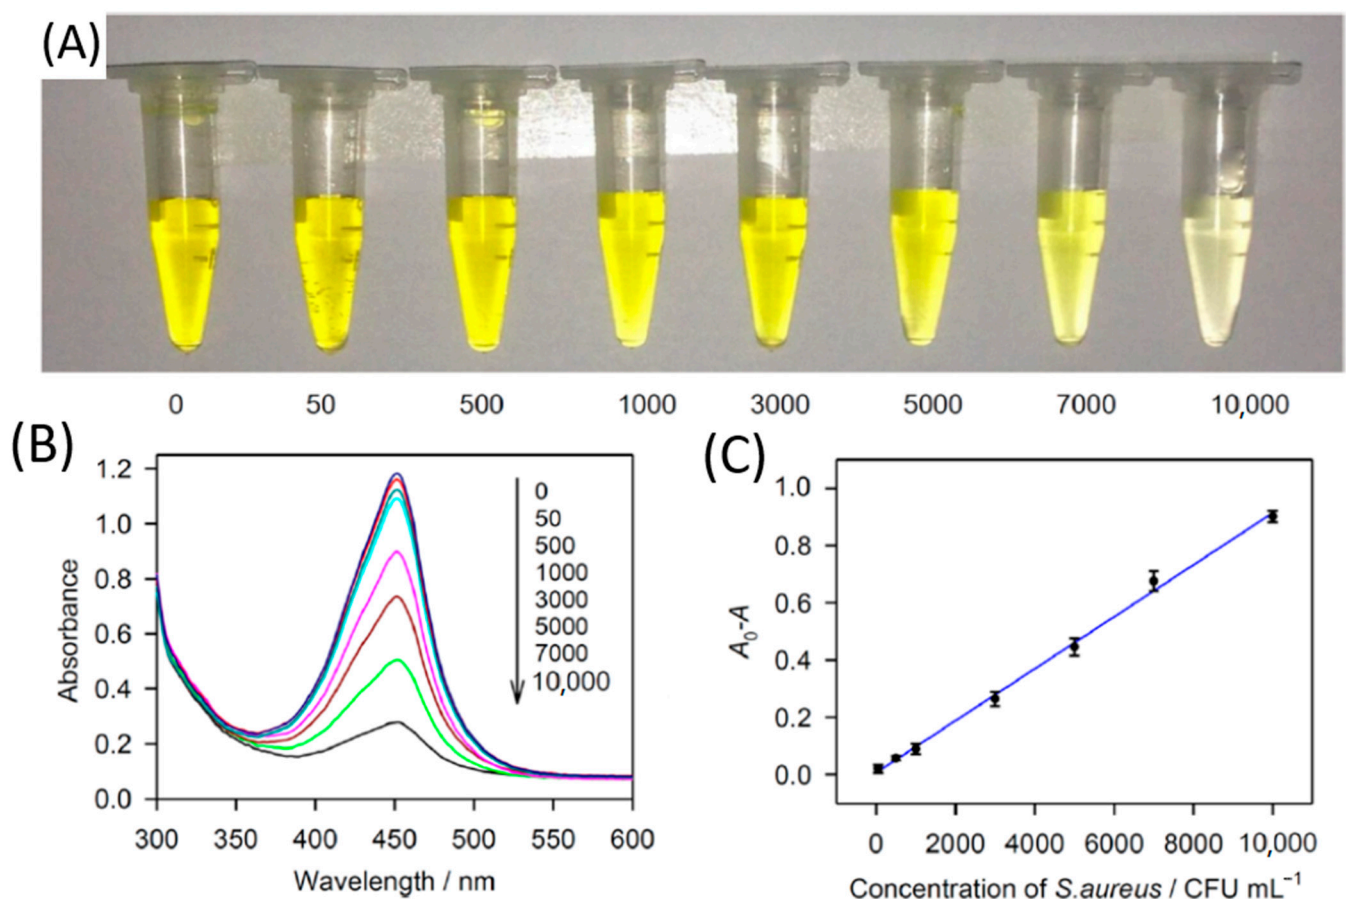 (A)
0 50 500 1000 3000 5000 7000 10,000
(B)
1.2
1.0
0.8
0.6
0.4
0.2
0.0
Absorbance
0
50
500
1000
3000
5000
7000
10,000
300 350 400 450 500 550 600
Wavelength / nm
(C)
1.0
0.8
0.6
0.4
0.2
0.0
A₀-A
0 2000 4000 6000 8000 10,000
Concentration of S.aureus / CFU mL⁻¹